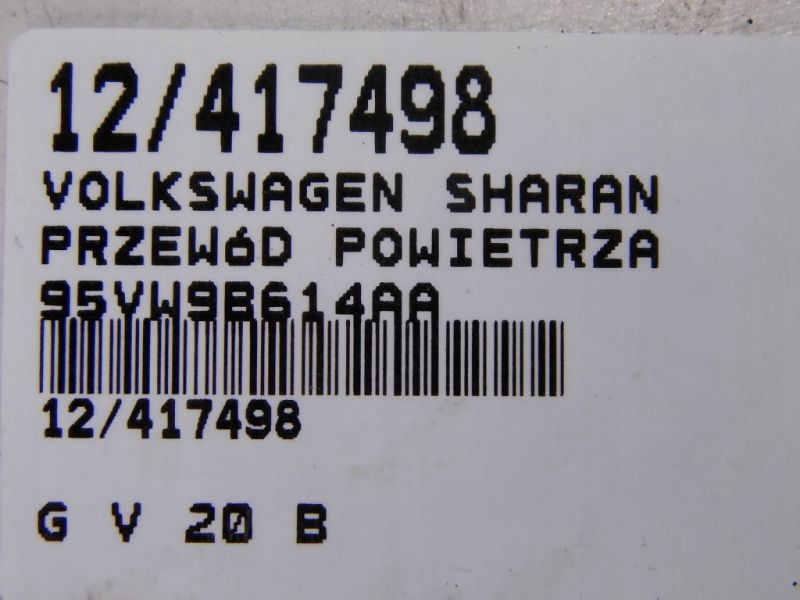 12/417498
VOLKSWAGEN SHARAN
PRZEWóD POWIETRZA
95VW9B614AA
12/417498
G V 20 B